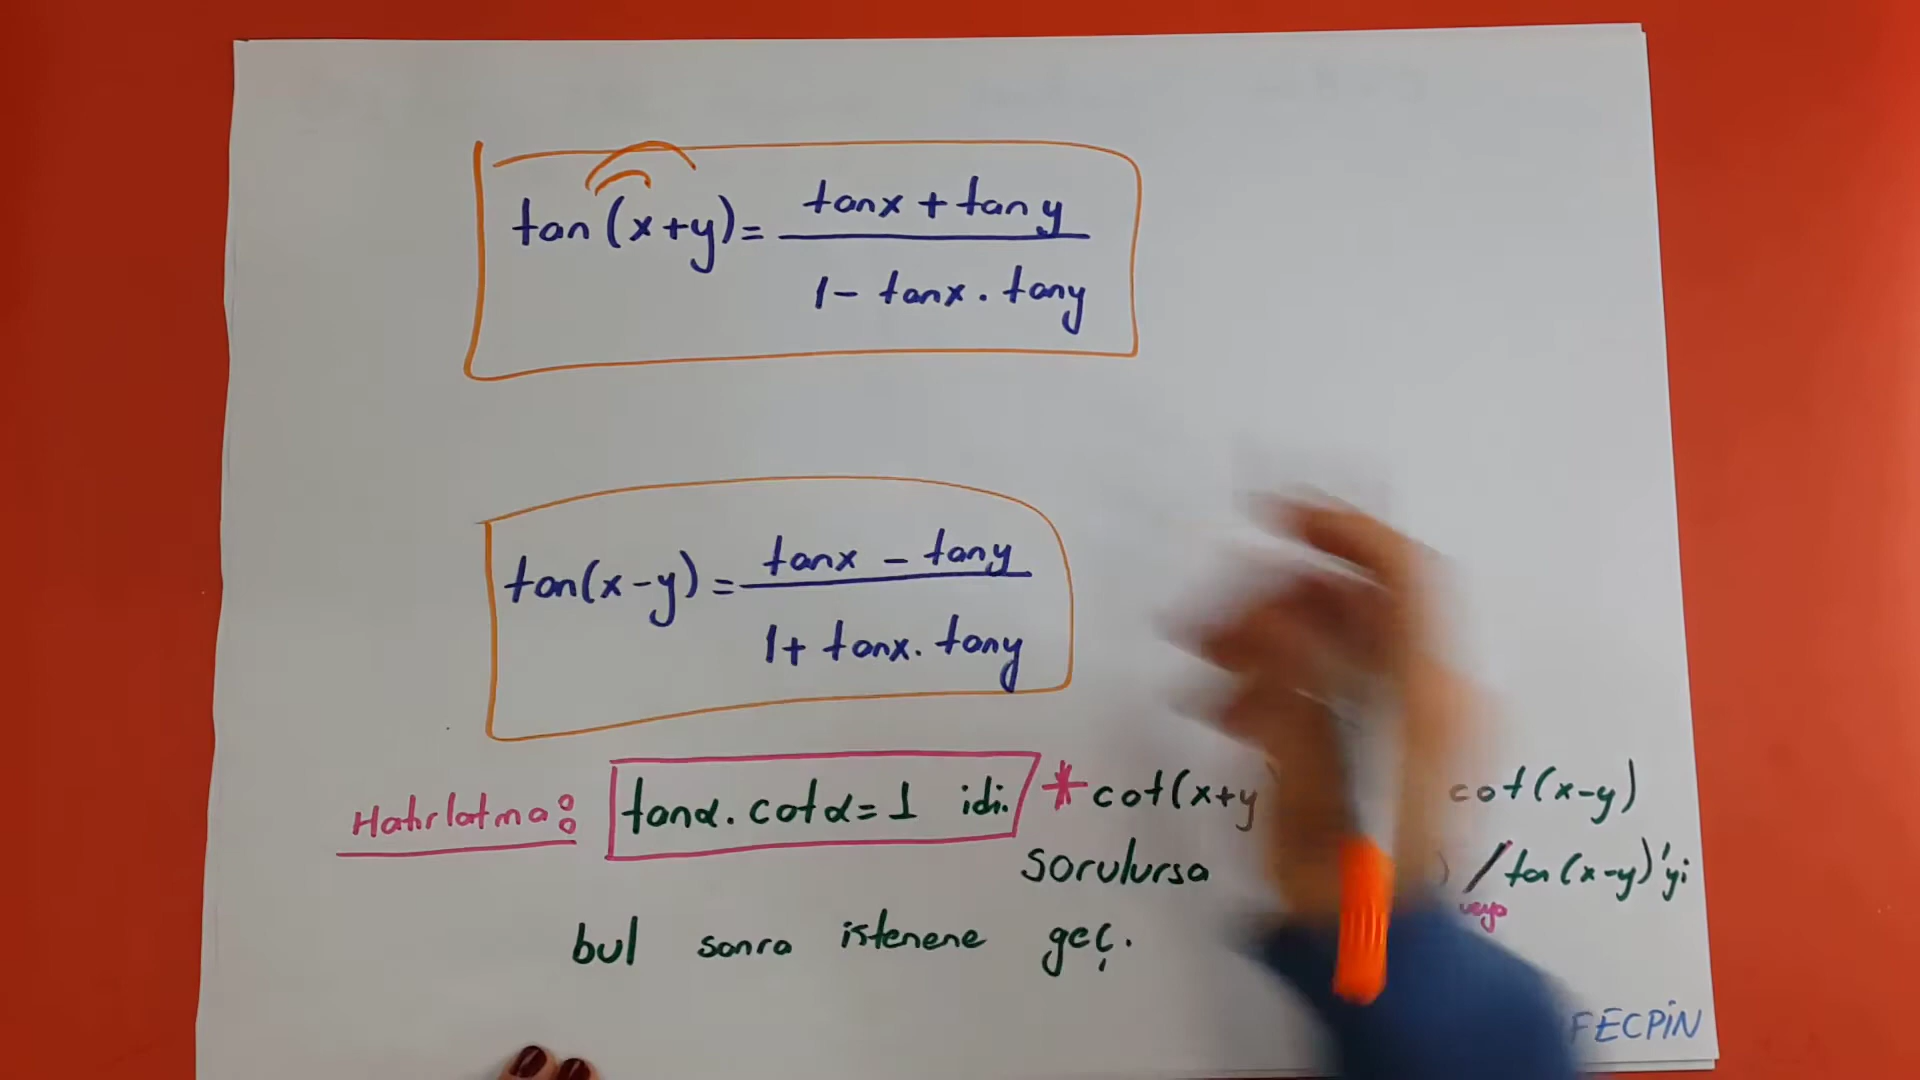 tan(x+y)= tanx + tan y
1- tanx . tany
tan(x-y) = tanx - tany
1+ tanx. tany
Hatırlatma: tanα. cotα=1 idi. * cot(x+y cot(x-y)
sorulursa ) / tan(x-y)'yi
veya
bul sonra istenene geç.
FECPİN